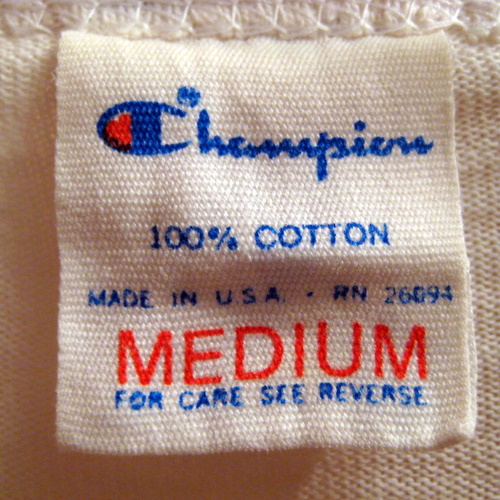 Champion
100% COTTON
MADE IN U.S.A. • RN 26094
MEDIUM
FOR CARE SEE REVERSE